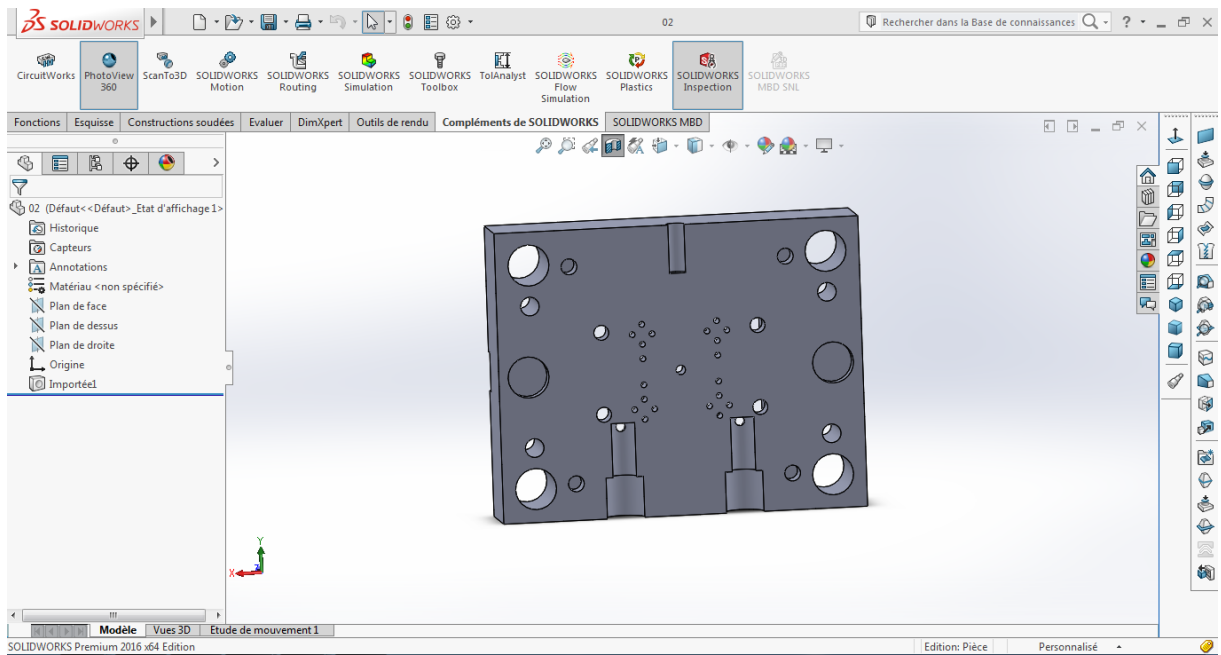 SOLIDWORKS
02
Rechercher dans la Base de connaissances
?
CircuitWorks
PhotoView
360
ScanTo3D
SOLIDWORKS
Motion
SOLIDWORKS
Routing
SOLIDWORKS
Simulation
SOLIDWORKS
Toolbox
TolAnalyst
SOLIDWORKS
Flow
Simulation
SOLIDWORKS
Plastics
SOLIDWORKS
Inspection
SOLIDWORKS
MBD SNL
Fonctions Esquisse Constructions soudées Evaluer DimXpert Outils de rendu Compléments de SOLIDWORKS SOLIDWORKS MBD
02 (Défaut<<Défaut>_Etat d'affichage 1>
Historique
Capteurs
Annotations
Matériau <non spécifié>
Plan de face
Plan de dessus
Plan de droite
Origine
Importée1
Y
X
Z
Modèle Vues 3D Etude de mouvement 1
SOLIDWORKS Premium 2016 x64 Edition Edition: Pièce Personnalisé